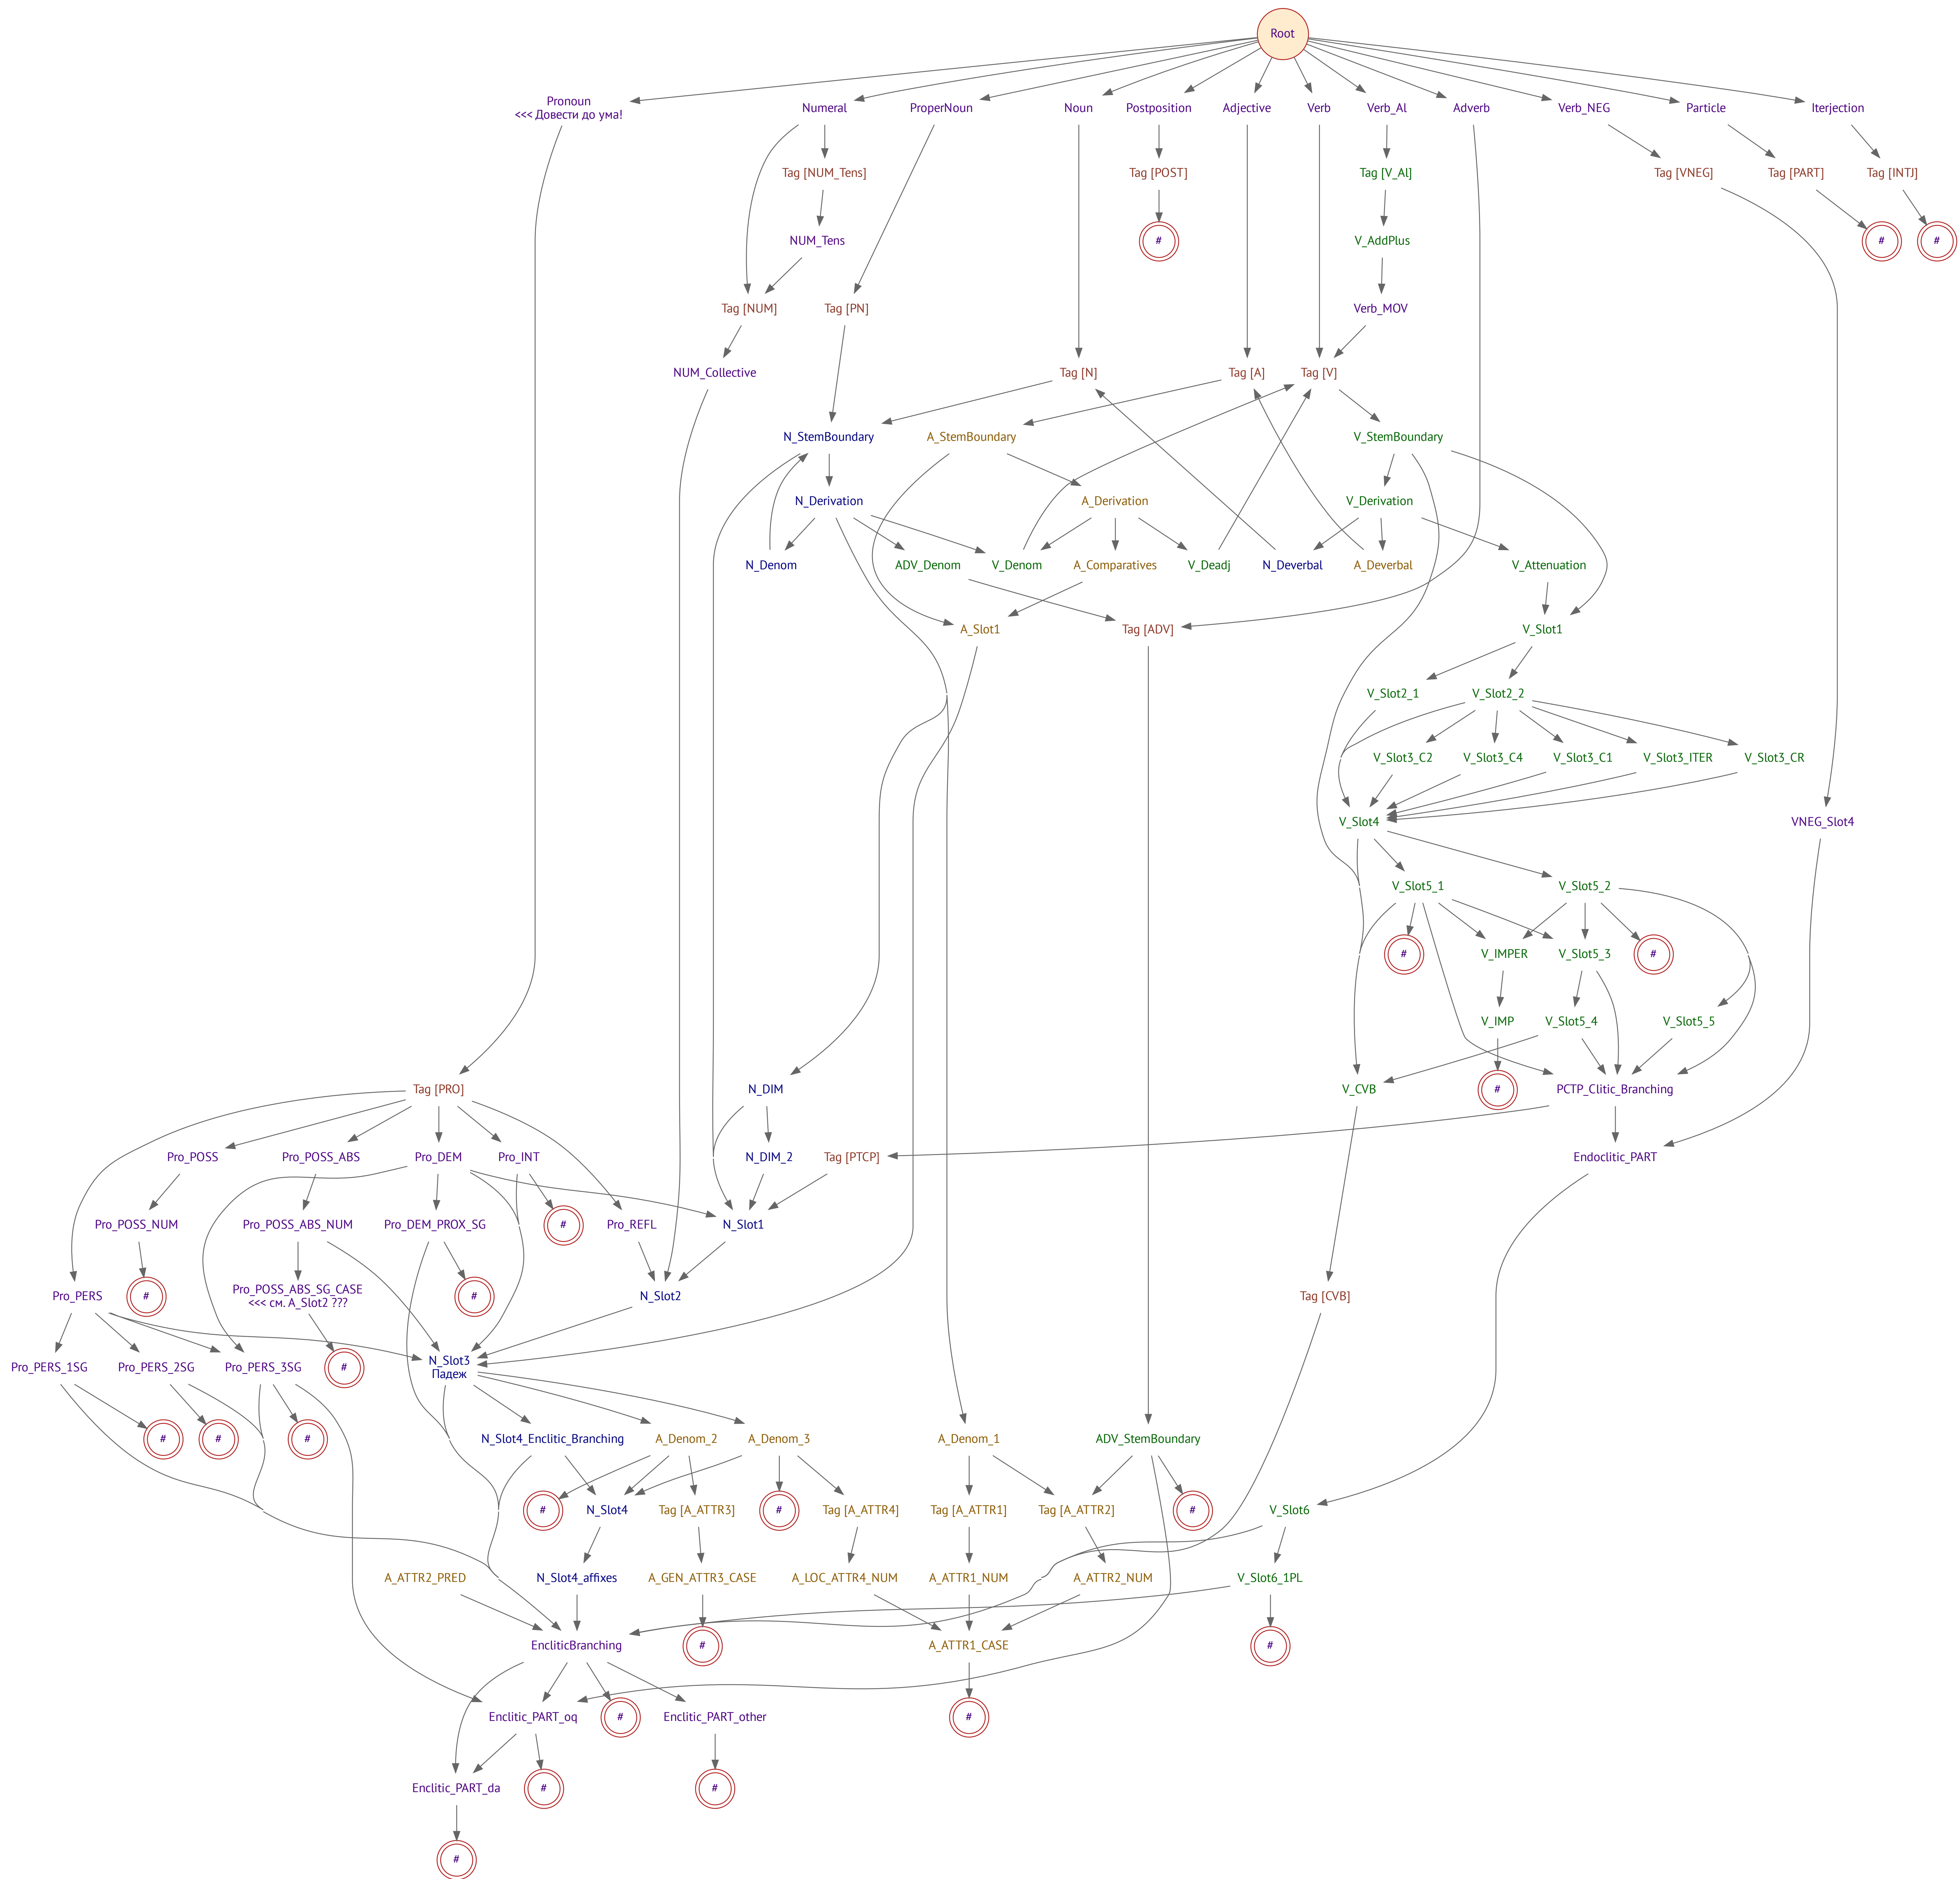 Root
Pronoun
<<< Довести до ума!
Numeral
ProperNoun
Noun
Postposition
Adjective
Verb
Verb_Al
Adverb
Verb_NEG
Particle
Iterjection
Tag [NUM_Tens]
Tag [POST]
Tag [V_Al]
Tag [VNEG]
Tag [PART]
Tag [INTJ]
NUM_Tens
#
V_AddPlus
#
#
Tag [NUM]
Tag [PN]
Verb_MOV
NUM_Collective
Tag [N]
Tag [A]
Tag [V]
N_StemBoundary
A_StemBoundary
V_StemBoundary
N_Derivation
A_Derivation
V_Derivation
N_Denom
ADV_Denom
V_Denom
A_Comparatives
V_Deadj
N_Deverbal
A_Deverbal
V_Attenuation
A_Slot1
Tag [ADV]
V_Slot1
V_Slot2_1
V_Slot2_2
V_Slot3_C2
V_Slot3_C4
V_Slot3_C1
V_Slot3_ITER
V_Slot3_CR
V_Slot4
VNEG_Slot4
V_Slot5_1
V_Slot5_2
#
V_IMPER
V_Slot5_3
#
V_IMP
V_Slot5_4
V_Slot5_5
Tag [PRO]
N_DIM
V_CVB
#
PCTP_Clitic_Branching
Pro_POSS
Pro_POSS_ABS
Pro_DEM
Pro_INT
N_DIM_2
Tag [PTCP]
Endoclitic_PART
Pro_POSS_NUM
Pro_POSS_ABS_NUM
Pro_DEM_PROX_SG
#
Pro_REFL
N_Slot1
Pro_PERS
#
Pro_POSS_ABS_SG_CASE
<<< см. A_Slot2 ???
#
N_Slot2
Tag [CVB]
Pro_PERS_1SG
Pro_PERS_2SG
Pro_PERS_3SG
#
N_Slot3
Падеж
#
#
#
N_Slot4_Enclitic_Branching
A_Denom_2
A_Denom_3
A_Denom_1
ADV_StemBoundary
#
N_Slot4
Tag [A_ATTR3]
#
Tag [A_ATTR4]
Tag [A_ATTR1]
Tag [A_ATTR2]
#
V_Slot6
A_ATTR2_PRED
N_Slot4_affixes
A_GEN_ATTR3_CASE
A_LOC_ATTR4_NUM
A_ATTR1_NUM
A_ATTR2_NUM
V_Slot6_1PL
EncliticBranching
#
A_ATTR1_CASE
#
Enclitic_PART_oq
#
Enclitic_PART_other
#
Enclitic_PART_da
#
#
#